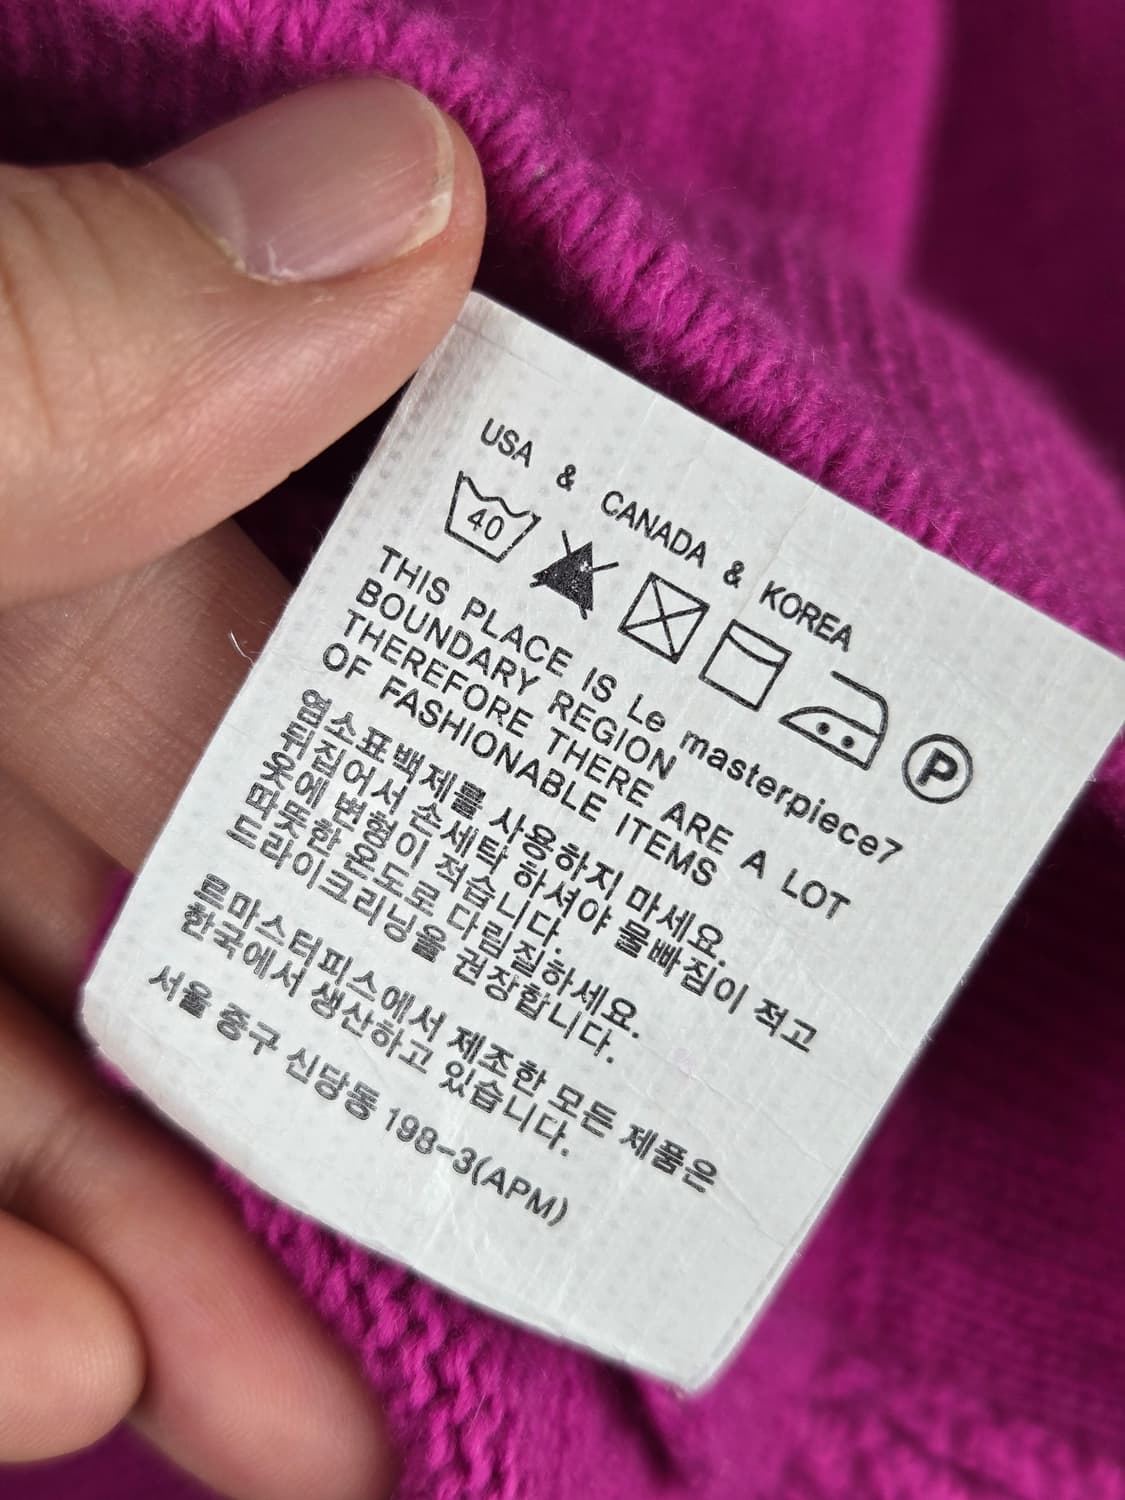 USA & CANADA & KOREA
40
P
THIS PLACE IS Le masterpiece7
BOUNDARY REGION
THEREFORE THERE ARE A LOT
OF FASHIONABLE ITEMS
염소표백제를 사용하지 마세요.
뒤집어서 손세탁 하셔야 물빠짐이 적고
옷에 변형이 적습니다.
따뜻한 온도로 다림질하세요.
드라이크리닝을 권장합니다.
르마스터피스에서 제조한 모든 제품은
한국에서 생산하고 있습니다.
서울 중구 신당동 198-3(APM)